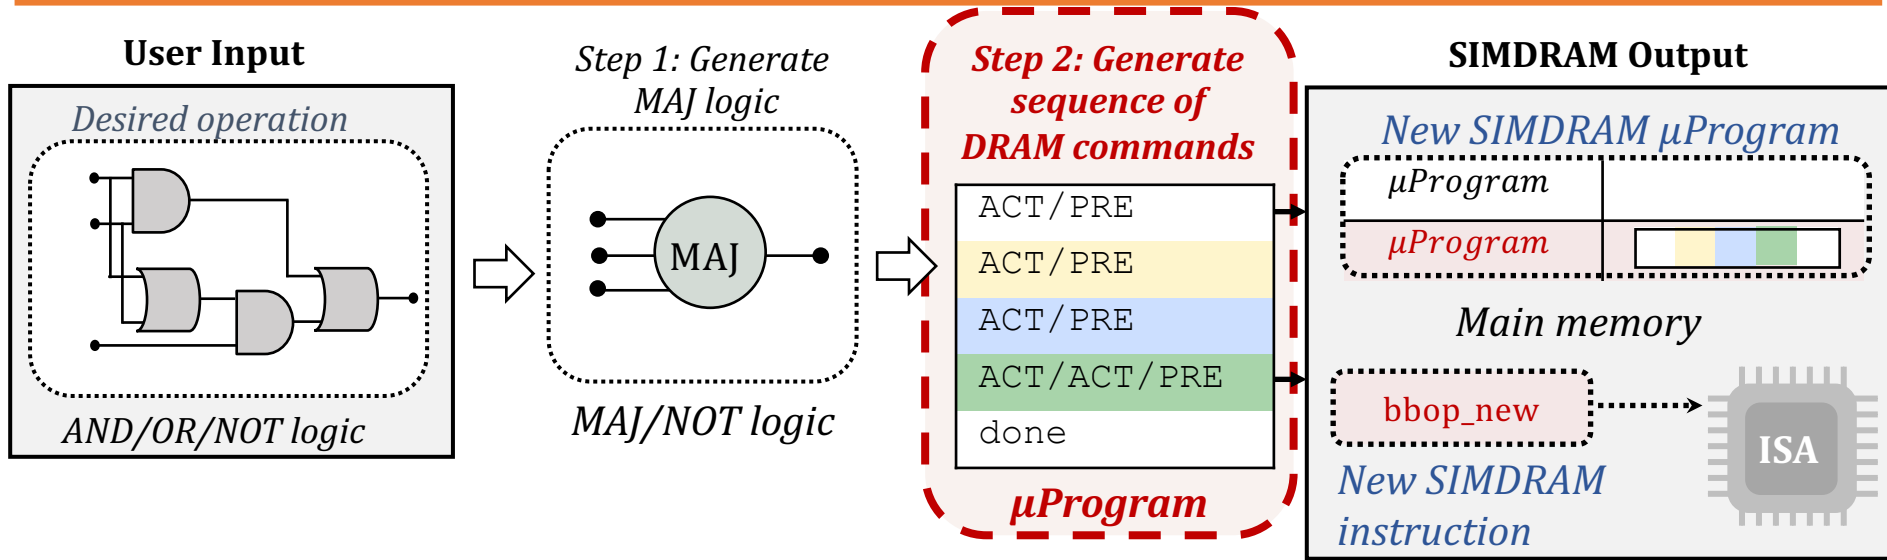 User Input
Desired operation
AND/OR/NOT logic
Step 1: Generate
MAJ logic
MAJ
MAJ/NOT logic
Step 2: Generate
sequence of
DRAM commands
ACT/PRE
ACT/PRE
ACT/PRE
ACT/ACT/PRE
done
μProgram
SIMDRAM Output
New SIMDRAM μProgram
μProgram
μProgram
Main memory
bbop_new
ISA
New SIMDRAM
instruction